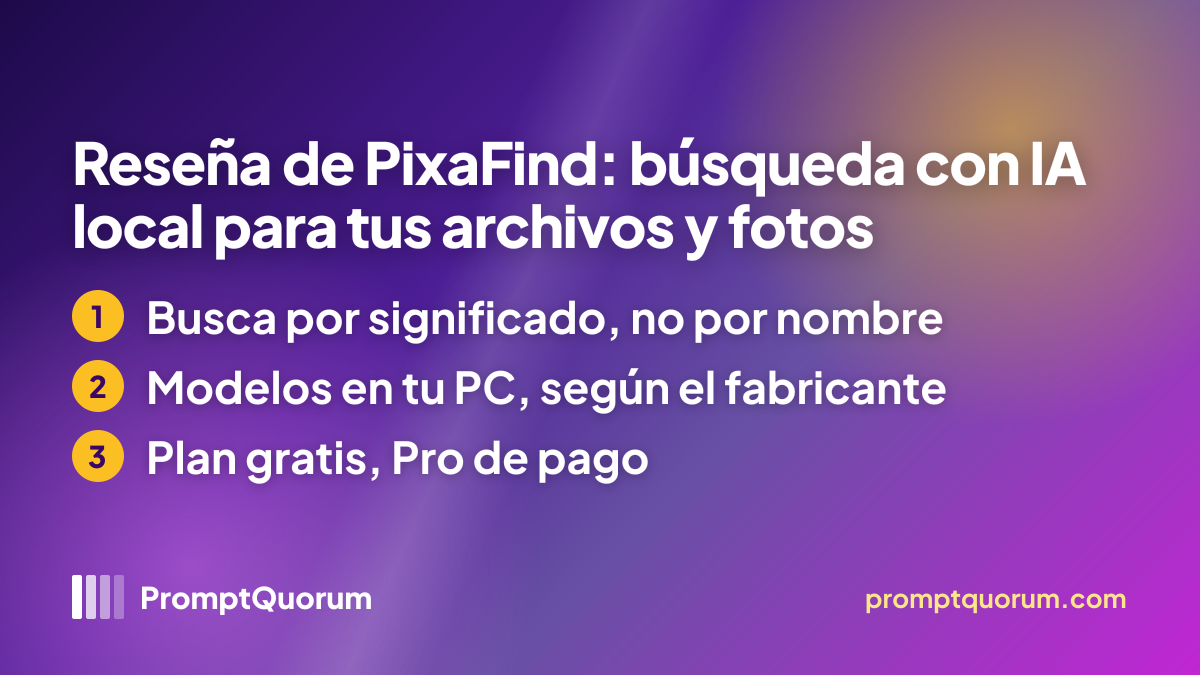 Reseña de PixaFind: búsqueda con IA
local para tus archivos y fotos
1 Busca por significado, no por nombre
2 Modelos en tu PC, según el fabricante
3 Plan gratis, Pro de pago
PromptQuorum
promptquorum.com